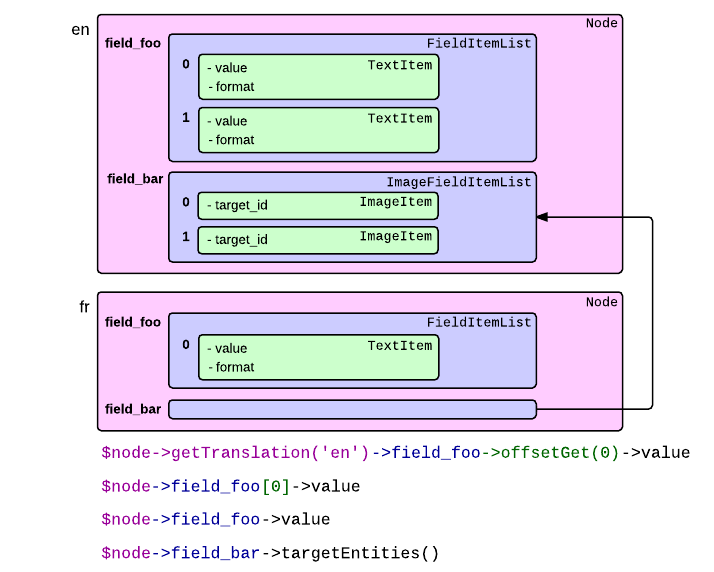 en
Node
field_foo
FieldItemList
0
- value
TextItem
- format
1
- value
TextItem
- format
field_bar
ImageFieldItemList
0
- target_id
ImageItem
1
- target_id
ImageItem
fr
Node
field_foo
FieldItemList
0
- value
TextItem
- format
field_bar
$node->getTranslation('en')->field_foo->offsetGet(0)->value
$node->field_foo[0]->value
$node->field_foo->value
$node->field_bar->targetEntities()